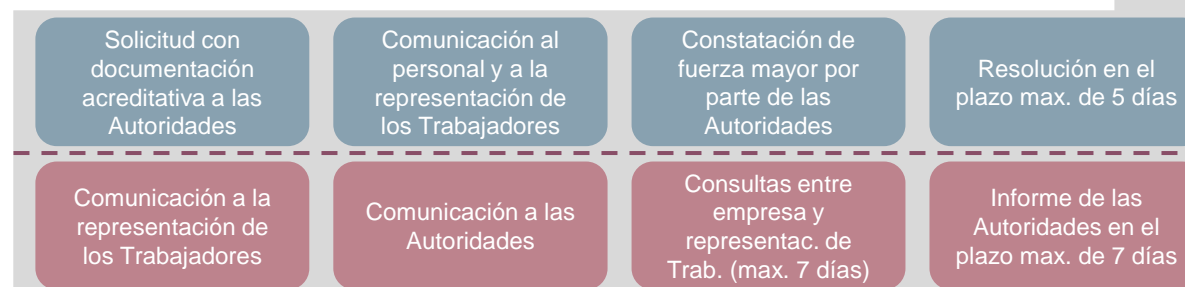 Solicitud con
documentación
acreditativa a las
Autoridades
Comunicación al
personal y a la
representación de
los Trabajadores
Constatación de
fuerza mayor por
parte de las
Autoridades
Resolución en el
plazo max. de 5 días
Comunicación a la
representación de
los Trabajadores
Comunicación a las
Autoridades
Consultas entre
empresa y
representac. de
Trab. (max. 7 días)
Informe de las
Autoridades en el
plazo max. de 7 días